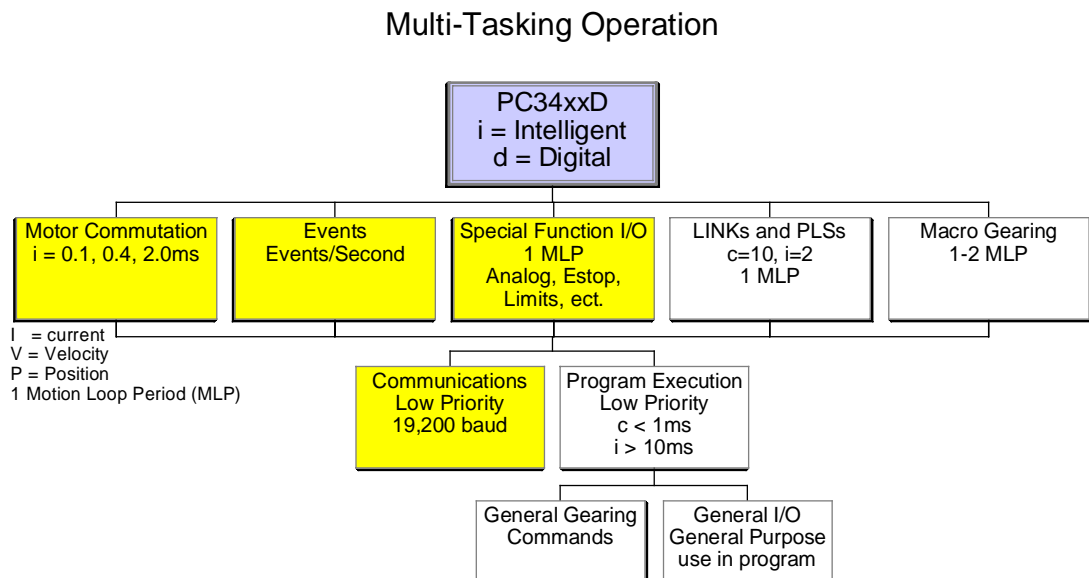 Multi-Tasking Operation
PC34xxD
i = Intelligent
d = Digital
Motor Commutation
i = 0.1, 0.4, 2.0ms
Events
Events/Second
Special Function I/O
1 MLP
Analog, Estop,
Limits, ect.
LINKs and PLSs
c=10, i=2
1 MLP
Macro Gearing
1-2 MLP
I = current
V = Velocity
P = Position
1 Motion Loop Period (MLP)
Communications
Low Priority
19,200 baud
Program Execution
Low Priority
c < 1ms
i > 10ms
General Gearing
Commands
General I/O
General Purpose
use in program